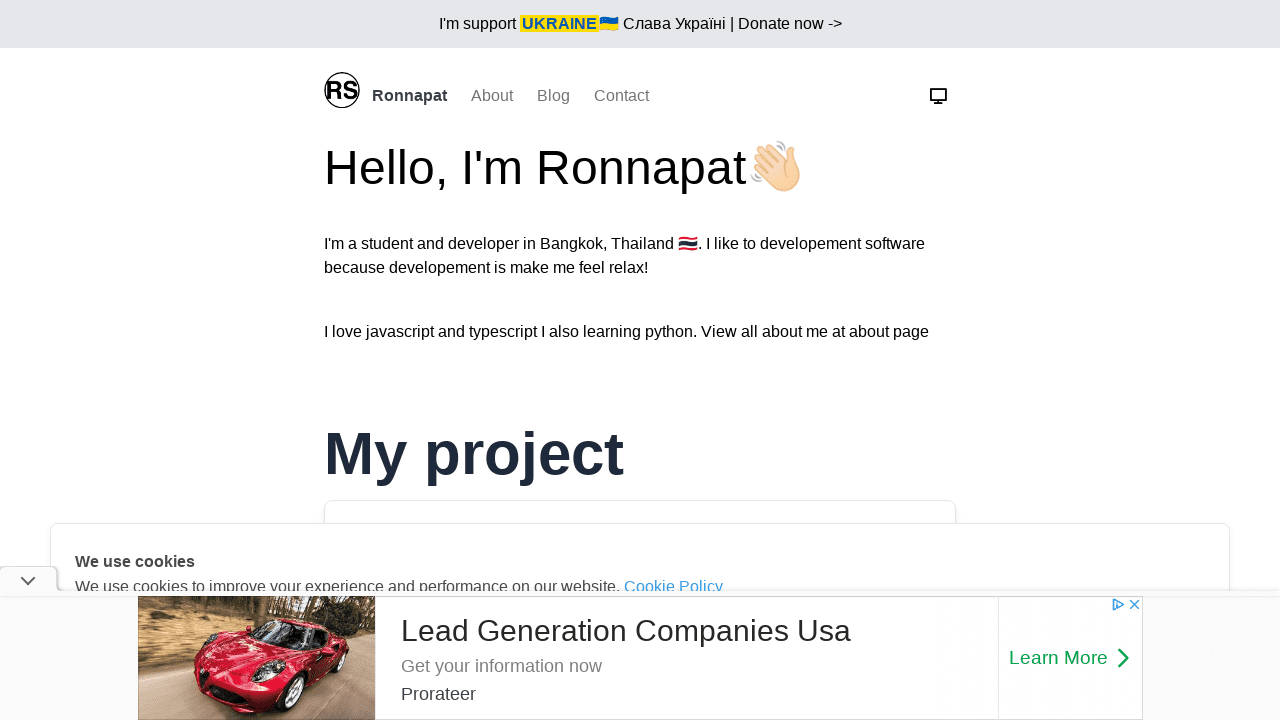 I'm support UKRAINE🇺🇦 Слава Україні | Donate now ->
RS Ronnapat About Blog Contact
Hello, I'm Ronnapat👋🏻
I'm a student and developer in Bangkok, Thailand 🇹🇭. I like to developement software
because developement is make me feel relax!
I love javascript and typescript I also learning python. View all about me at about page
My project
We use cookies
We use cookies to improve your experience and performance on our website. Cookie Policy
Lead Generation Companies Usa
Get your information now
Prorateer
Learn More